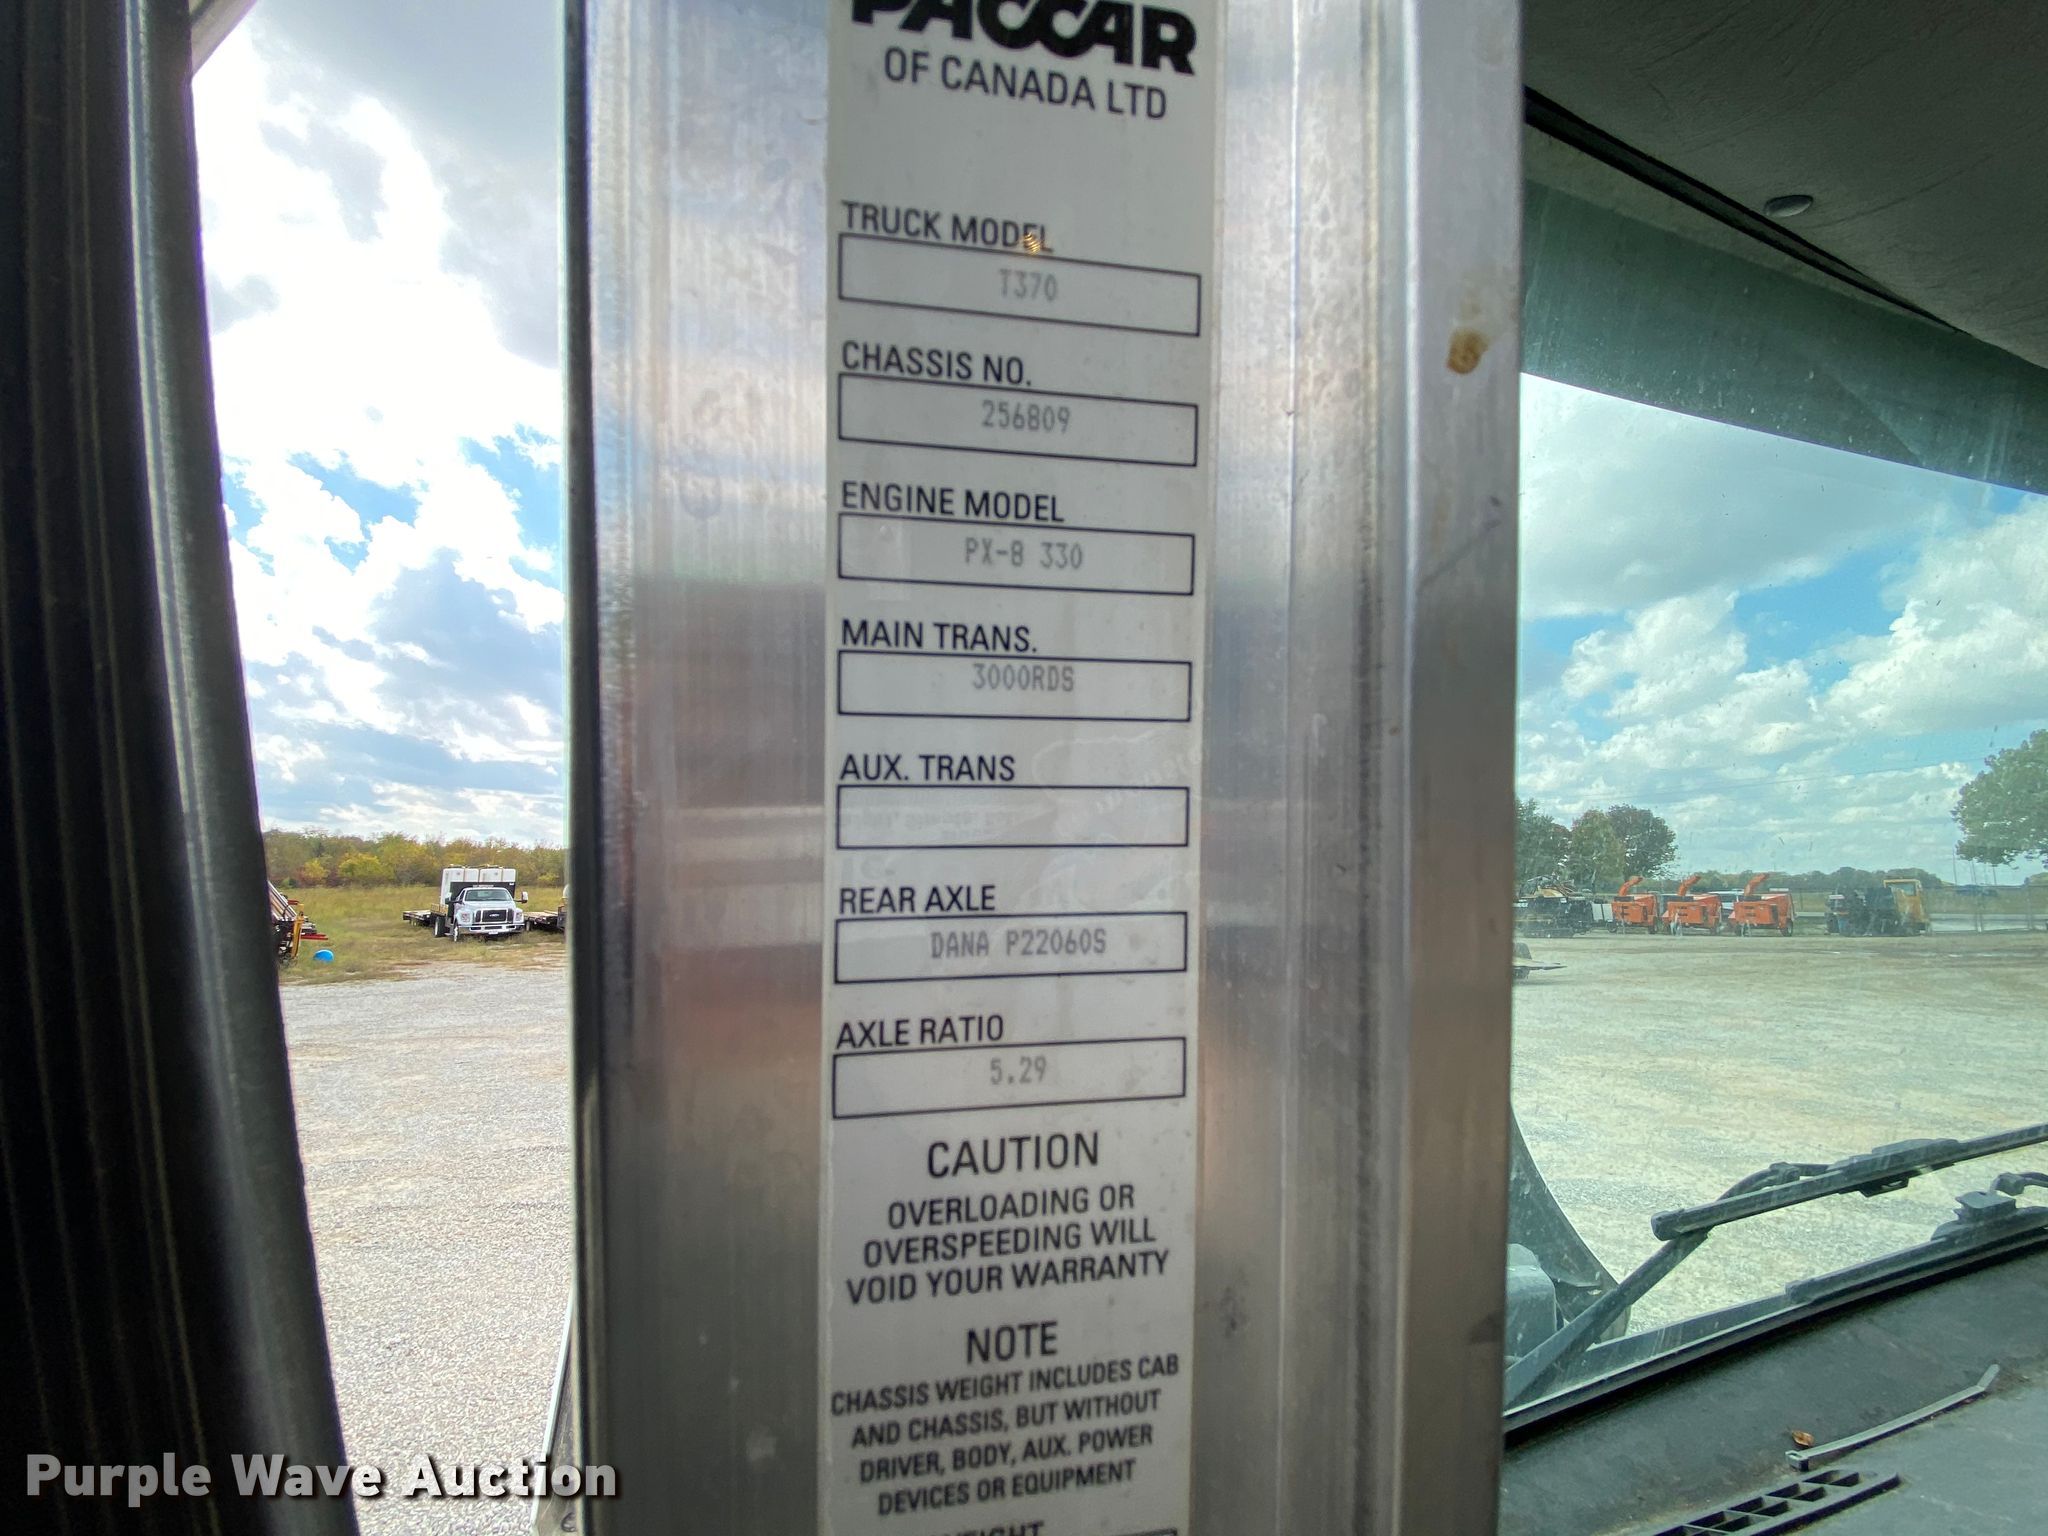 PACCAR
OF CANADA LTD
TRUCK MODEL
T370
CHASSIS NO.
256809
ENGINE MODEL
PX-8 330
MAIN TRANS.
3000RDS
AUX. TRANS
REAR AXLE
DANA P22060S
AXLE RATIO
5.29
CAUTION
OVERLOADING OR
OVERSPEEDING WILL
VOID YOUR WARRANTY
NOTE
CHASSIS WEIGHT INCLUDES CAB
AND CHASSIS, BUT WITHOUT
DRIVER, BODY, AUX. POWER
DEVICES OR EQUIPMENT
Purple Wave Auction